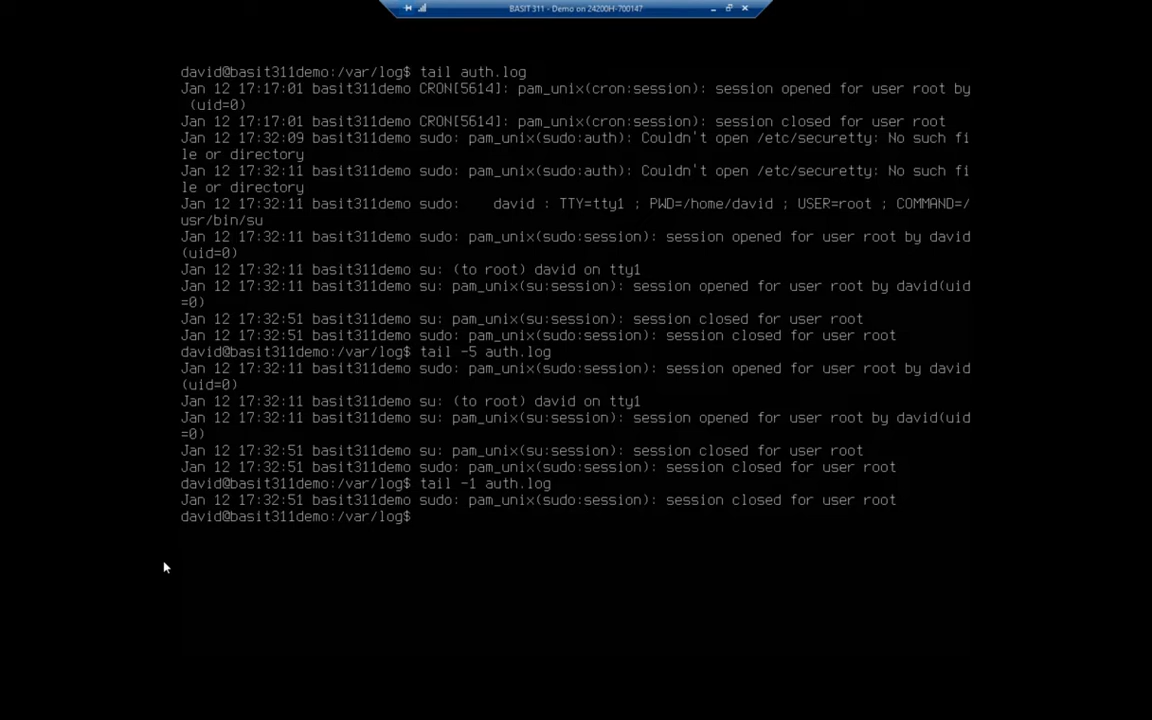 BASIT 311 - Demo on 24200H-700147
david@basit311demo:/var/log$ tail auth.log
Jan 12 17:17:01 basit311demo CRON[5614]: pam_unix(cron:session): session opened for user root by
 (uid=0)
Jan 12 17:17:01 basit311demo CRON[5614]: pam_unix(cron:session): session closed for user root
Jan 12 17:32:09 basit311demo sudo: pam_unix(sudo:auth): Couldn't open /etc/securetty: No such fi
le or directory
Jan 12 17:32:11 basit311demo sudo: pam_unix(sudo:auth): Couldn't open /etc/securetty: No such fi
le or directory
Jan 12 17:32:11 basit311demo sudo:    david : TTY=tty1 ; PWD=/home/david ; USER=root ; COMMAND=/
usr/bin/su
Jan 12 17:32:11 basit311demo sudo: pam_unix(sudo:session): session opened for user root by david
(uid=0)
Jan 12 17:32:11 basit311demo su: (to root) david on tty1
Jan 12 17:32:11 basit311demo su: pam_unix(su:session): session opened for user root by david(uid
=0)
Jan 12 17:32:51 basit311demo su: pam_unix(su:session): session closed for user root
Jan 12 17:32:51 basit311demo sudo: pam_unix(sudo:session): session closed for user root
david@basit311demo:/var/log$ tail -5 auth.log
Jan 12 17:32:11 basit311demo sudo: pam_unix(sudo:session): session opened for user root by david
(uid=0)
Jan 12 17:32:11 basit311demo su: (to root) david on tty1
Jan 12 17:32:11 basit311demo su: pam_unix(su:session): session opened for user root by david(uid
=0)
Jan 12 17:32:51 basit311demo su: pam_unix(su:session): session closed for user root
Jan 12 17:32:51 basit311demo sudo: pam_unix(sudo:session): session closed for user root
david@basit311demo:/var/log$ tail -1 auth.log
Jan 12 17:32:51 basit311demo sudo: pam_unix(sudo:session): session closed for user root
david@basit311demo:/var/log$